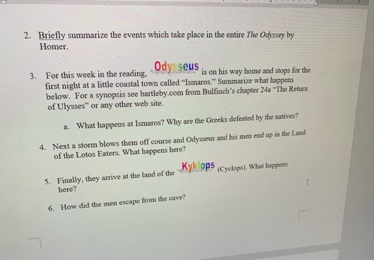 2. Briefly summarize the events which take place in the entire The Odyssey by
Homer.
3. For this week in the reading, Odysseus is on his way home and stops for the
first night at a little coastal town called "Ismaros." Summarize what happens
below. For a synopsis see bartleby.com from Bulfinch's chapter 24a "The Return
of Ulysses" or any other web site.
a. What happens at Ismaros? Why are the Greeks defeated by the natives?
4. Next a storm blows them off course and Odysseus and his men end up in the Land
of the Lotos Eaters. What happens here?
5. Finally, they arrive at the land of the Kyklops (Cyclops). What happens
here?
6. How did the men escape from the cave?